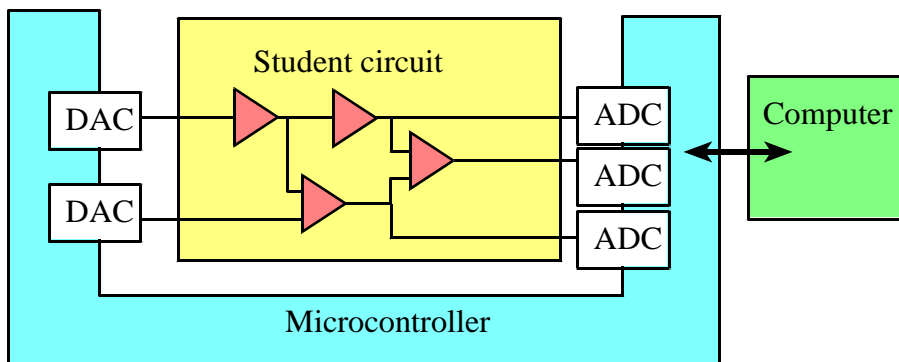 Student circuit
DAC
ADC
Computer
ADC
DAC
ADC
Microcontroller